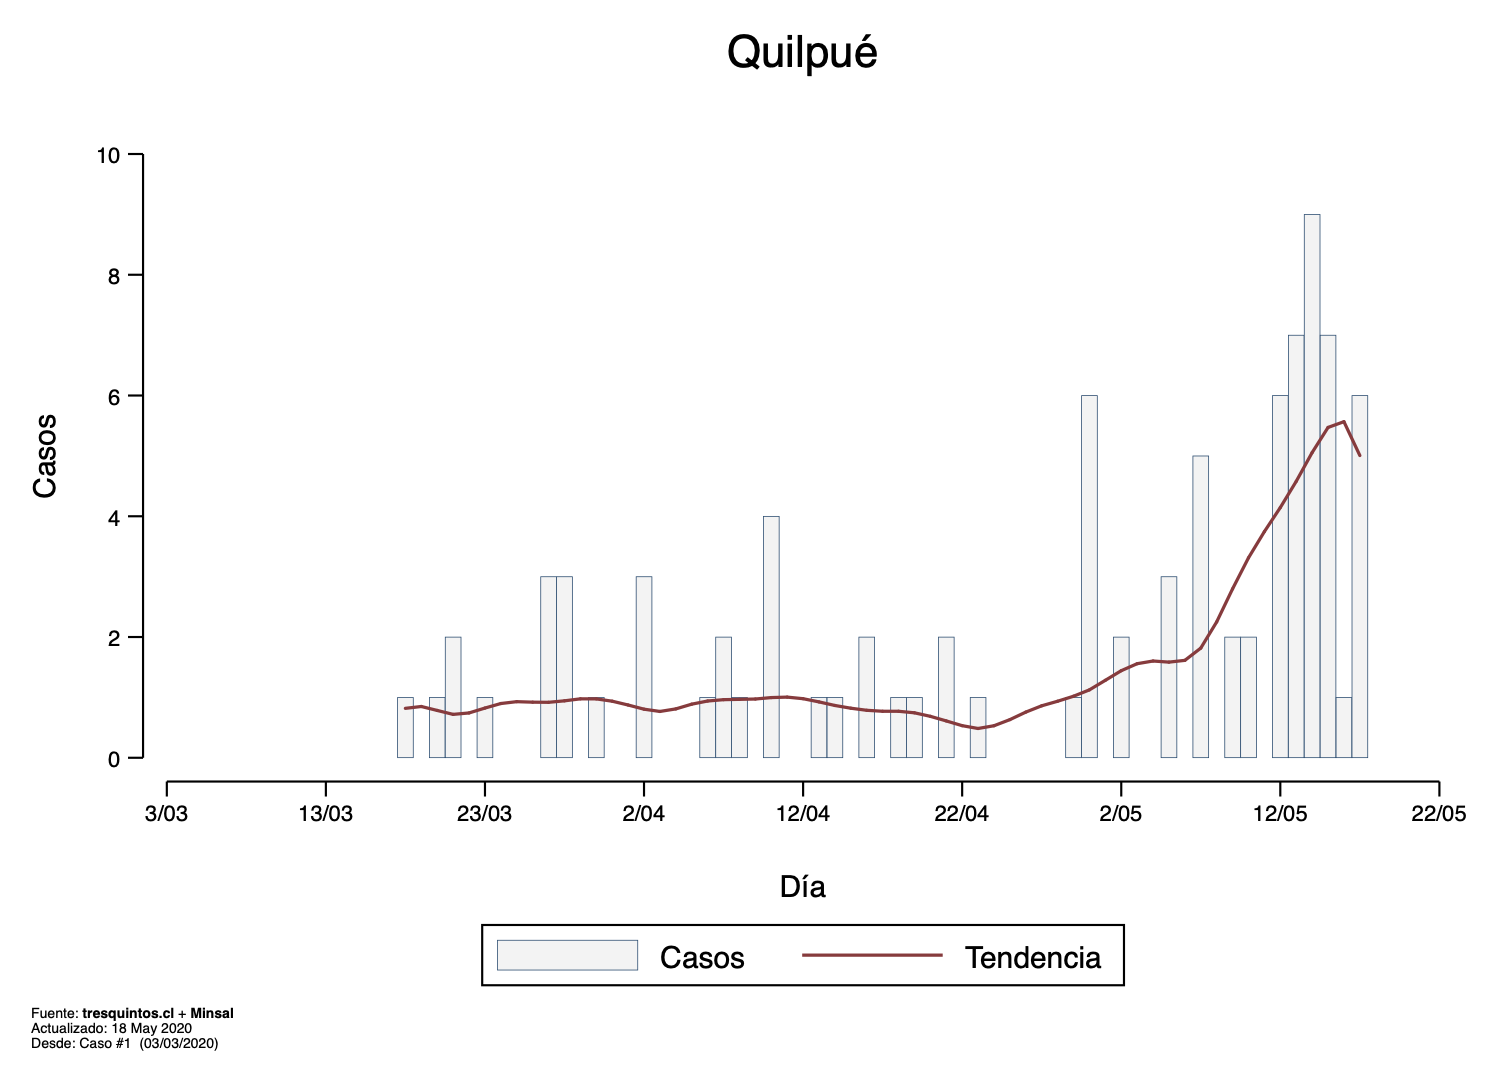 Quilpué
10
8
6
4
2
0
Casos
3/03 13/03 23/03 2/04 12/04 22/04 2/05 12/05 22/05
Día
Casos Tendencia
Fuente: tresquintos.cl + Minsal
Actualizado: 18 May 2020
Desde: Caso #1 (03/03/2020)